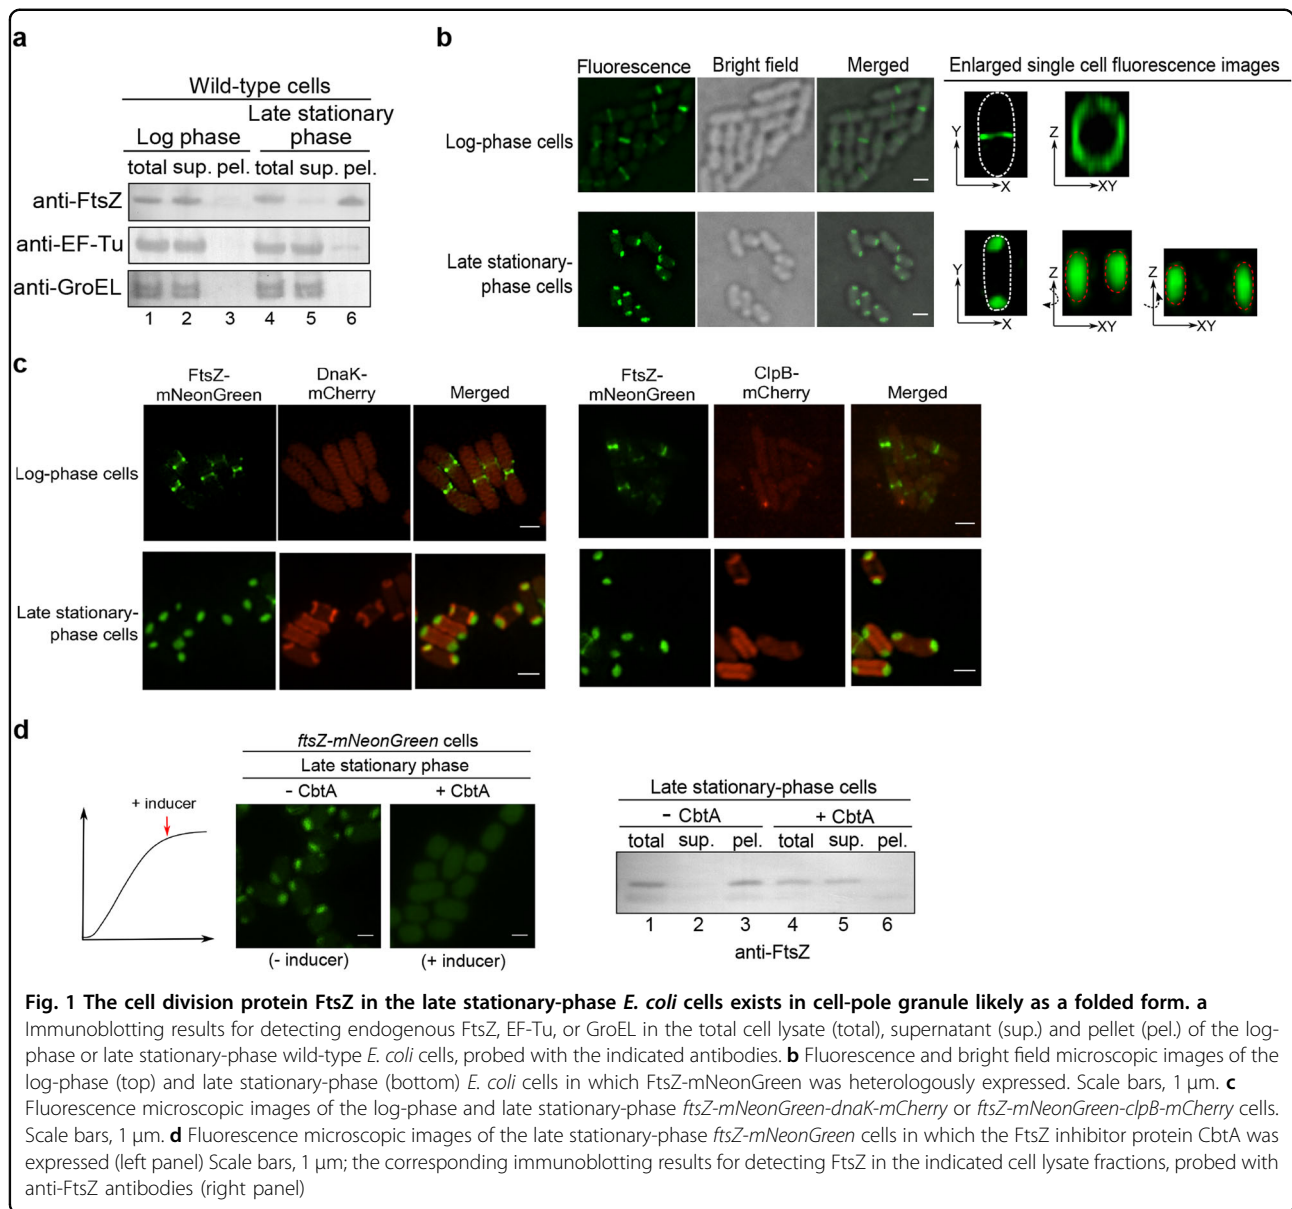 a
Wild-type cells
Log phase
Late stationary
phase
total sup. pel. total sup. pel.
anti-FtsZ
anti-EF-Tu
anti-GroEL
1 2 3 4 5 6
b
Fluorescence Bright field Merged Enlarged single cell fluorescence images
Log-phase cells
Y X Z XY
Late stationary-
phase cells
Y X Z XY Z XY
c
FtsZ-
mNeonGreen
DnaK-
mCherry
Merged
FtsZ-
mNeonGreen
ClpB-
mCherry
Merged
Log-phase cells
Late stationary-
phase cells
d
+ inducer
ftsZ-mNeonGreen cells
Late stationary phase
- CbtA + CbtA
(- inducer) (+ inducer)
Late stationary-phase cells
- CbtA + CbtA
total sup. pel. total sup. pel.
1 2 3 4 5 6
anti-FtsZ
Fig. 1 The cell division protein FtsZ in the late stationary-phase E. coli cells exists in cell-pole granule likely as a folded form. a
Immunoblotting results for detecting endogenous FtsZ, EF-Tu, or GroEL in the total cell lysate (total), supernatant (sup.) and pellet (pel.) of the log-
phase or late stationary-phase wild-type E. coli cells, probed with the indicated antibodies. b Fluorescence and bright field microscopic images of the
log-phase (top) and late stationary-phase (bottom) E. coli cells in which FtsZ-mNeonGreen was heterologously expressed. Scale bars, 1 μm. c
Fluorescence microscopic images of the log-phase and late stationary-phase ftsZ-mNeonGreen-dnaK-mCherry or ftsZ-mNeonGreen-clpB-mCherry cells.
Scale bars, 1 μm. d Fluorescence microscopic images of the late stationary-phase ftsZ-mNeonGreen cells in which the FtsZ inhibitor protein CbtA was
expressed (left panel) Scale bars, 1 μm; the corresponding immunoblotting results for detecting FtsZ in the indicated cell lysate fractions, probed with
anti-FtsZ antibodies (right panel)